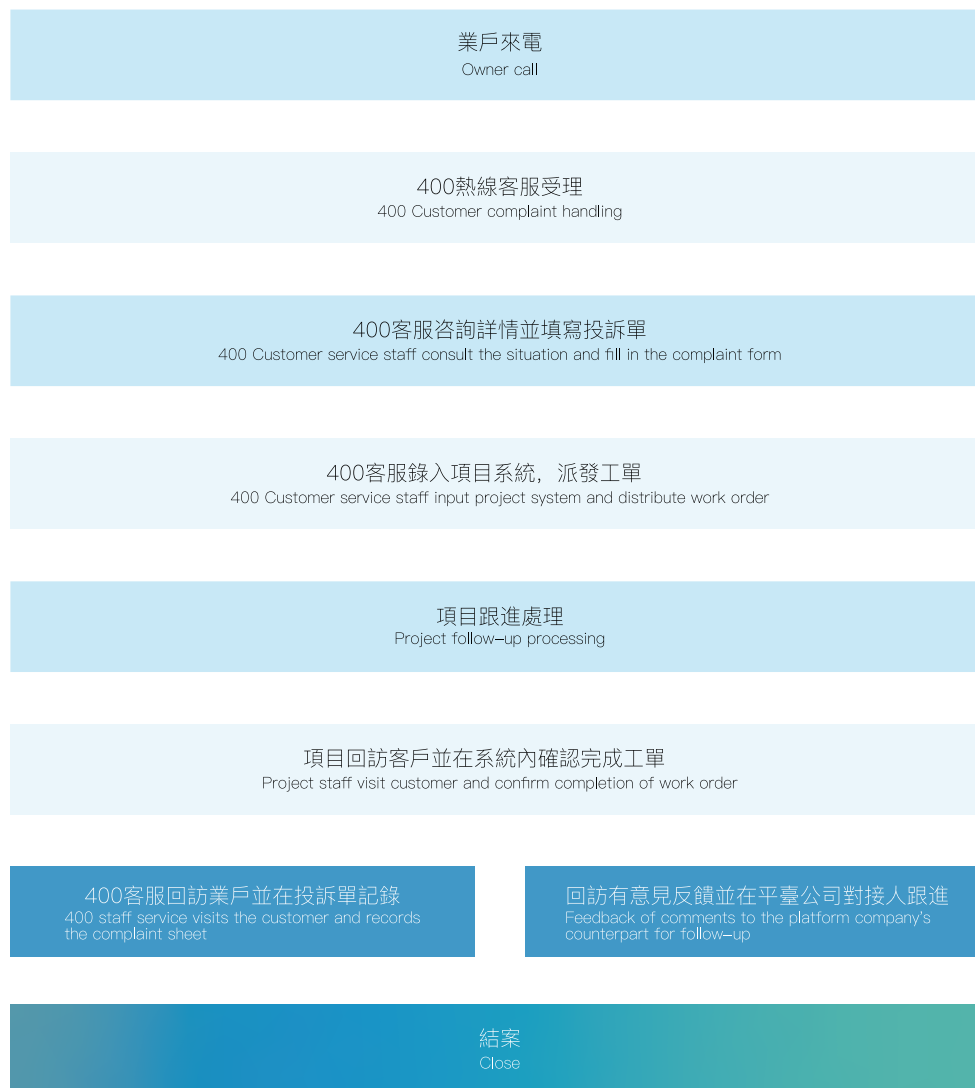 業戶來電
Owner call
400熱線客服受理
400 Customer complaint handling
400客服咨詢詳情並填寫投訴單
400 Customer service staff consult the situation and fill in the complaint form
400客服錄入項目系統，派發工單
400 Customer service staff input project system and distribute work order
項目跟進處理
Project follow–up processing
項目回訪客戶並在系統內確認完成工單
Project staff visit customer and confirm completion of work order
400客服回訪業戶並在投訴單記錄
400 staff service visits the customer and records
the complaint sheet
回訪有意見反饋並在平臺公司對接人跟進
Feedback of comments to the platform company's
counterpart for follow–up
結案
Close